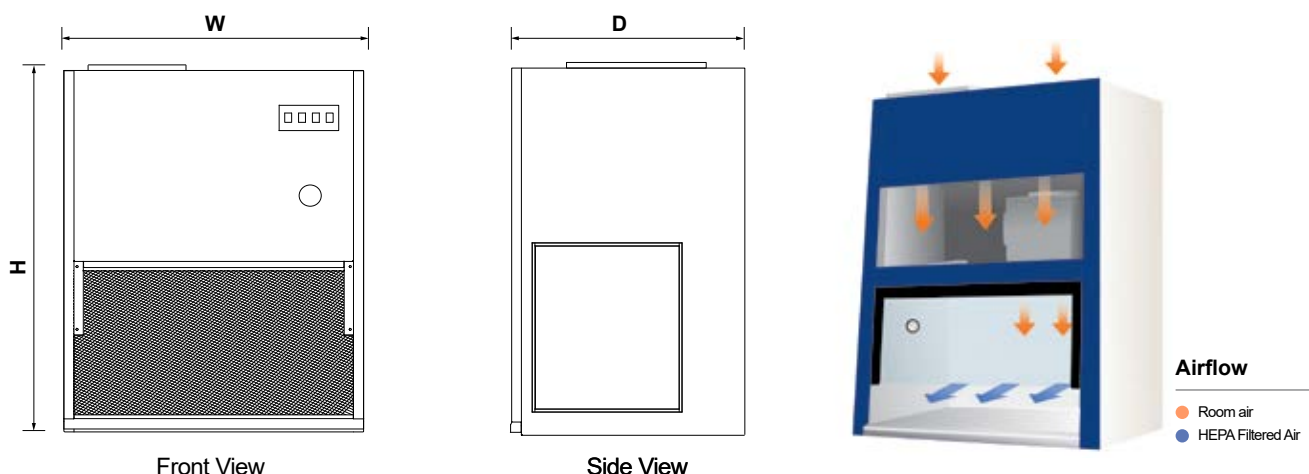 W
D
H
Airflow
Room air
HEPA Filtered Air
Front View
Side View